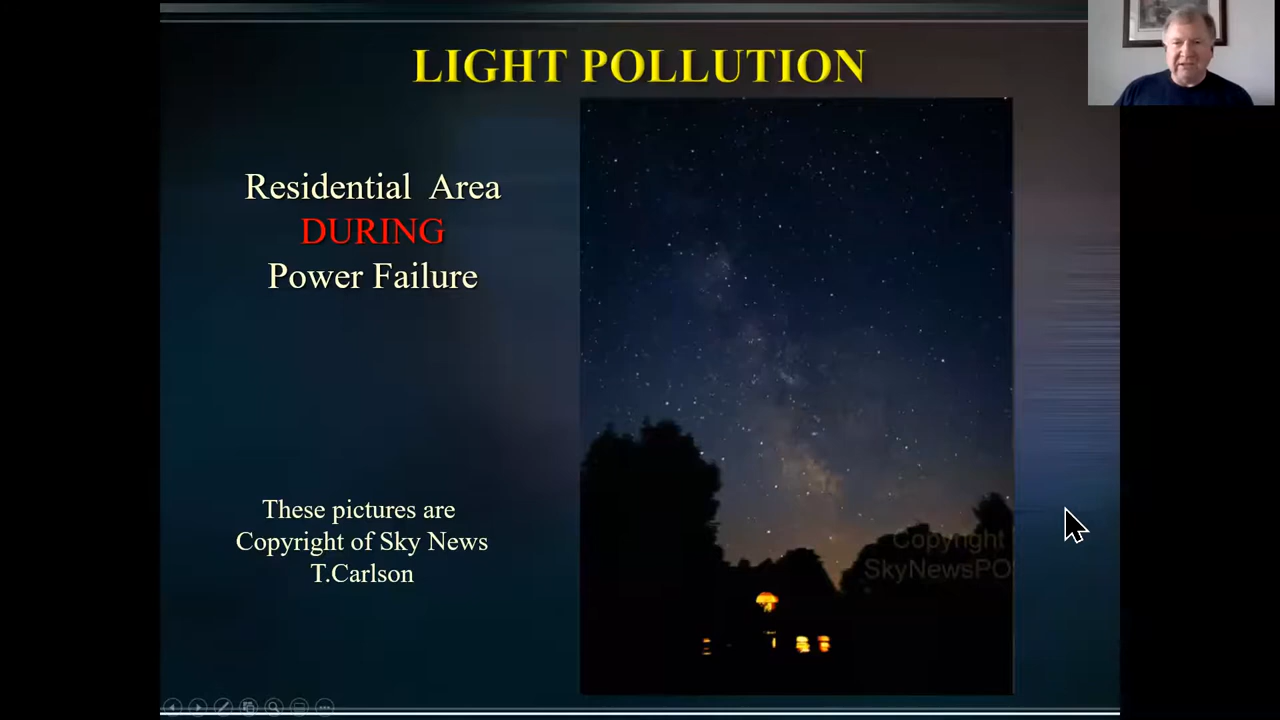 LIGHT POLLUTION
Residential Area
DURING
Power Failure
These pictures are
Copyright of Sky News
T.Carlson
Copyright
SkyNewsPO